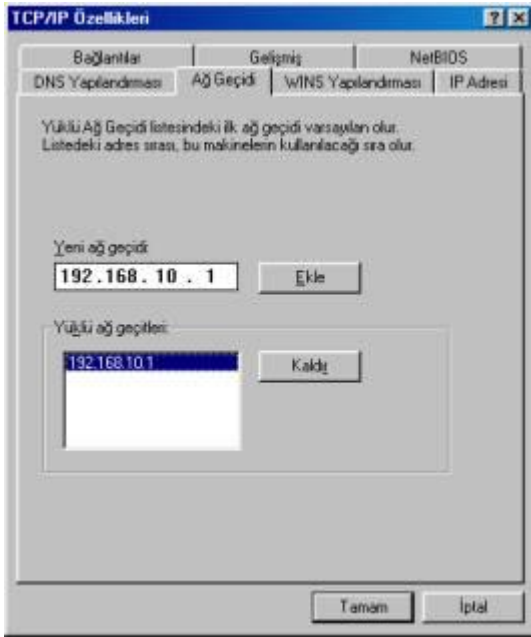 TCP/IP Özellikleri
Bağlantılar Gelişmiş NetBIOS
DNS Yapılandırması Ağ Geçidi WINS Yapılandırması IP Adresi
Yüklü Ağ Geçidi listesindeki ilk ağ geçidi varsayılan olur.
Listedeki adres sırası, bu makinelerin kullanılacağı sıra olur.
Yeni ağ geçidi:
192.168. 10 . 1
Ekle
Yüklü ağ geçitleri:
192.168.10.1
Kaldır
Tamam İptal